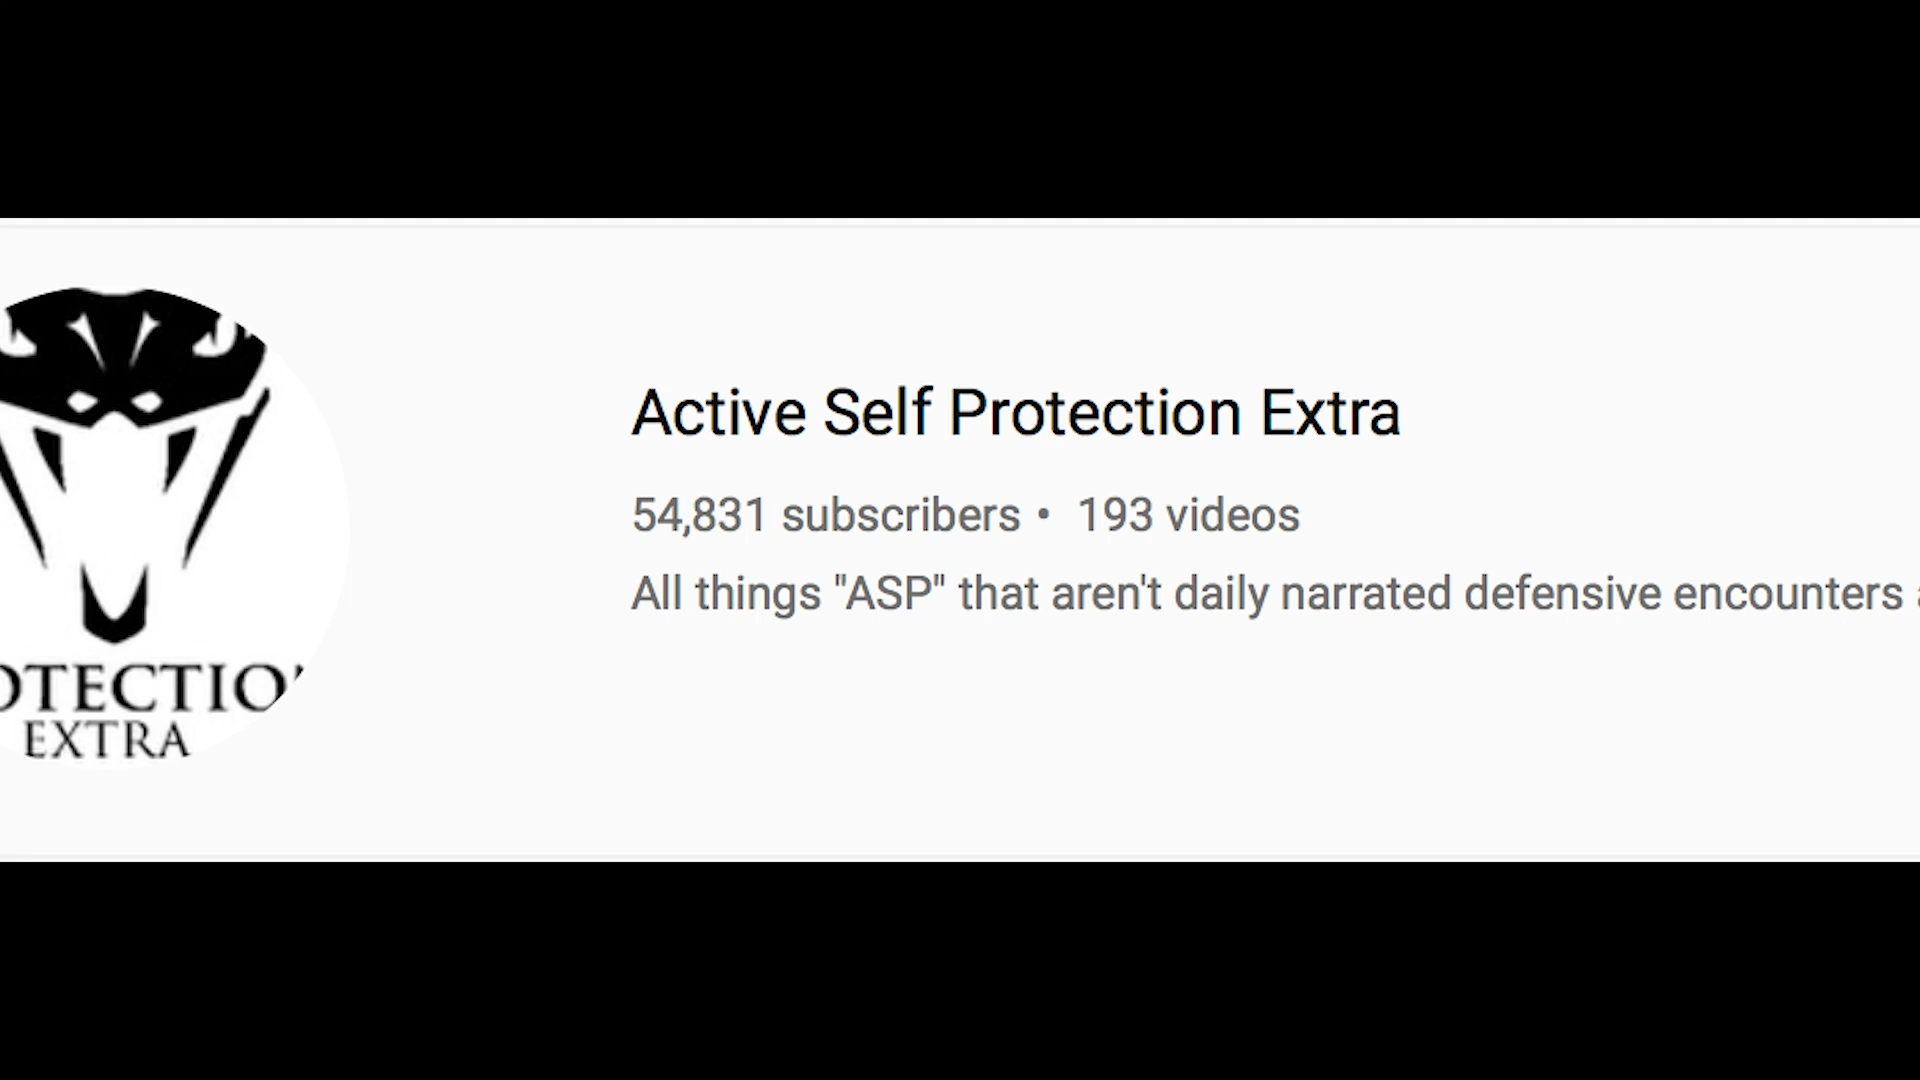 Active Self Protection Extra
54,831 subscribers • 193 videos
All things "ASP" that aren't daily narrated defensive encounters
OTECTIO
EXTRA